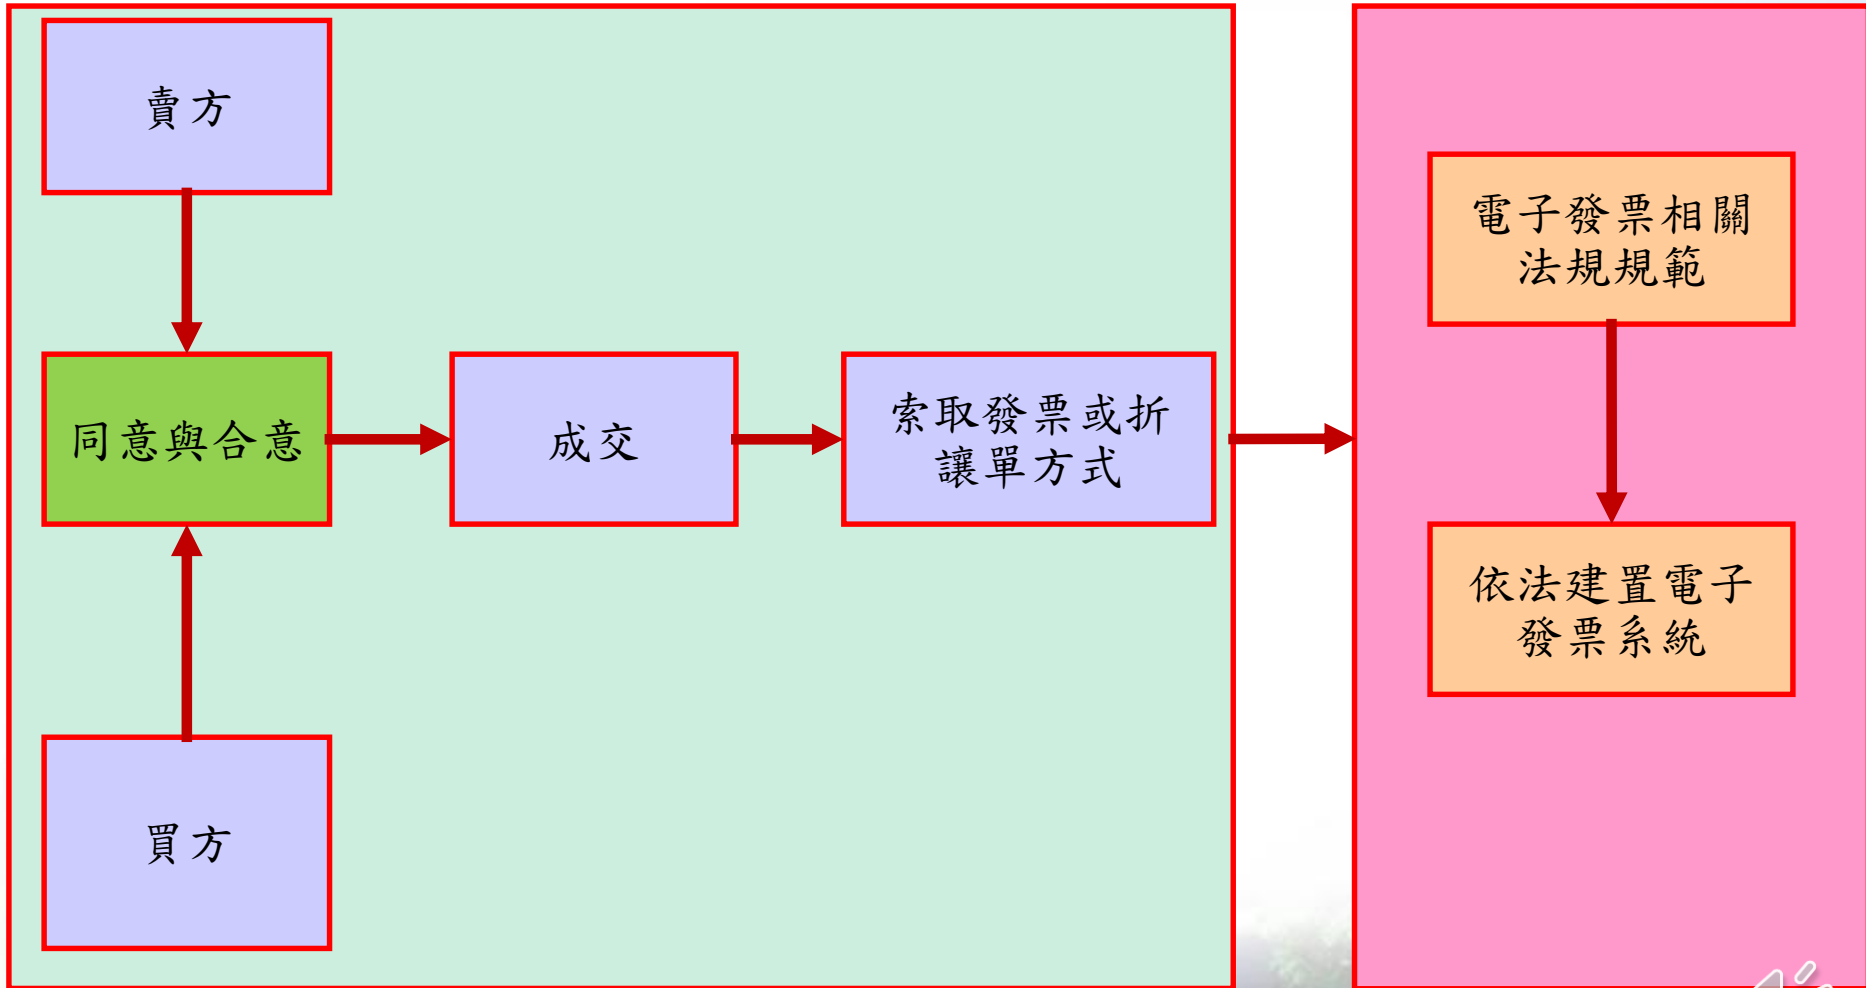 賣方
同意與合意
買方
成交
索取發票或折
讓單方式
電子發票相關
法規規範
依法建置電子
發票系統